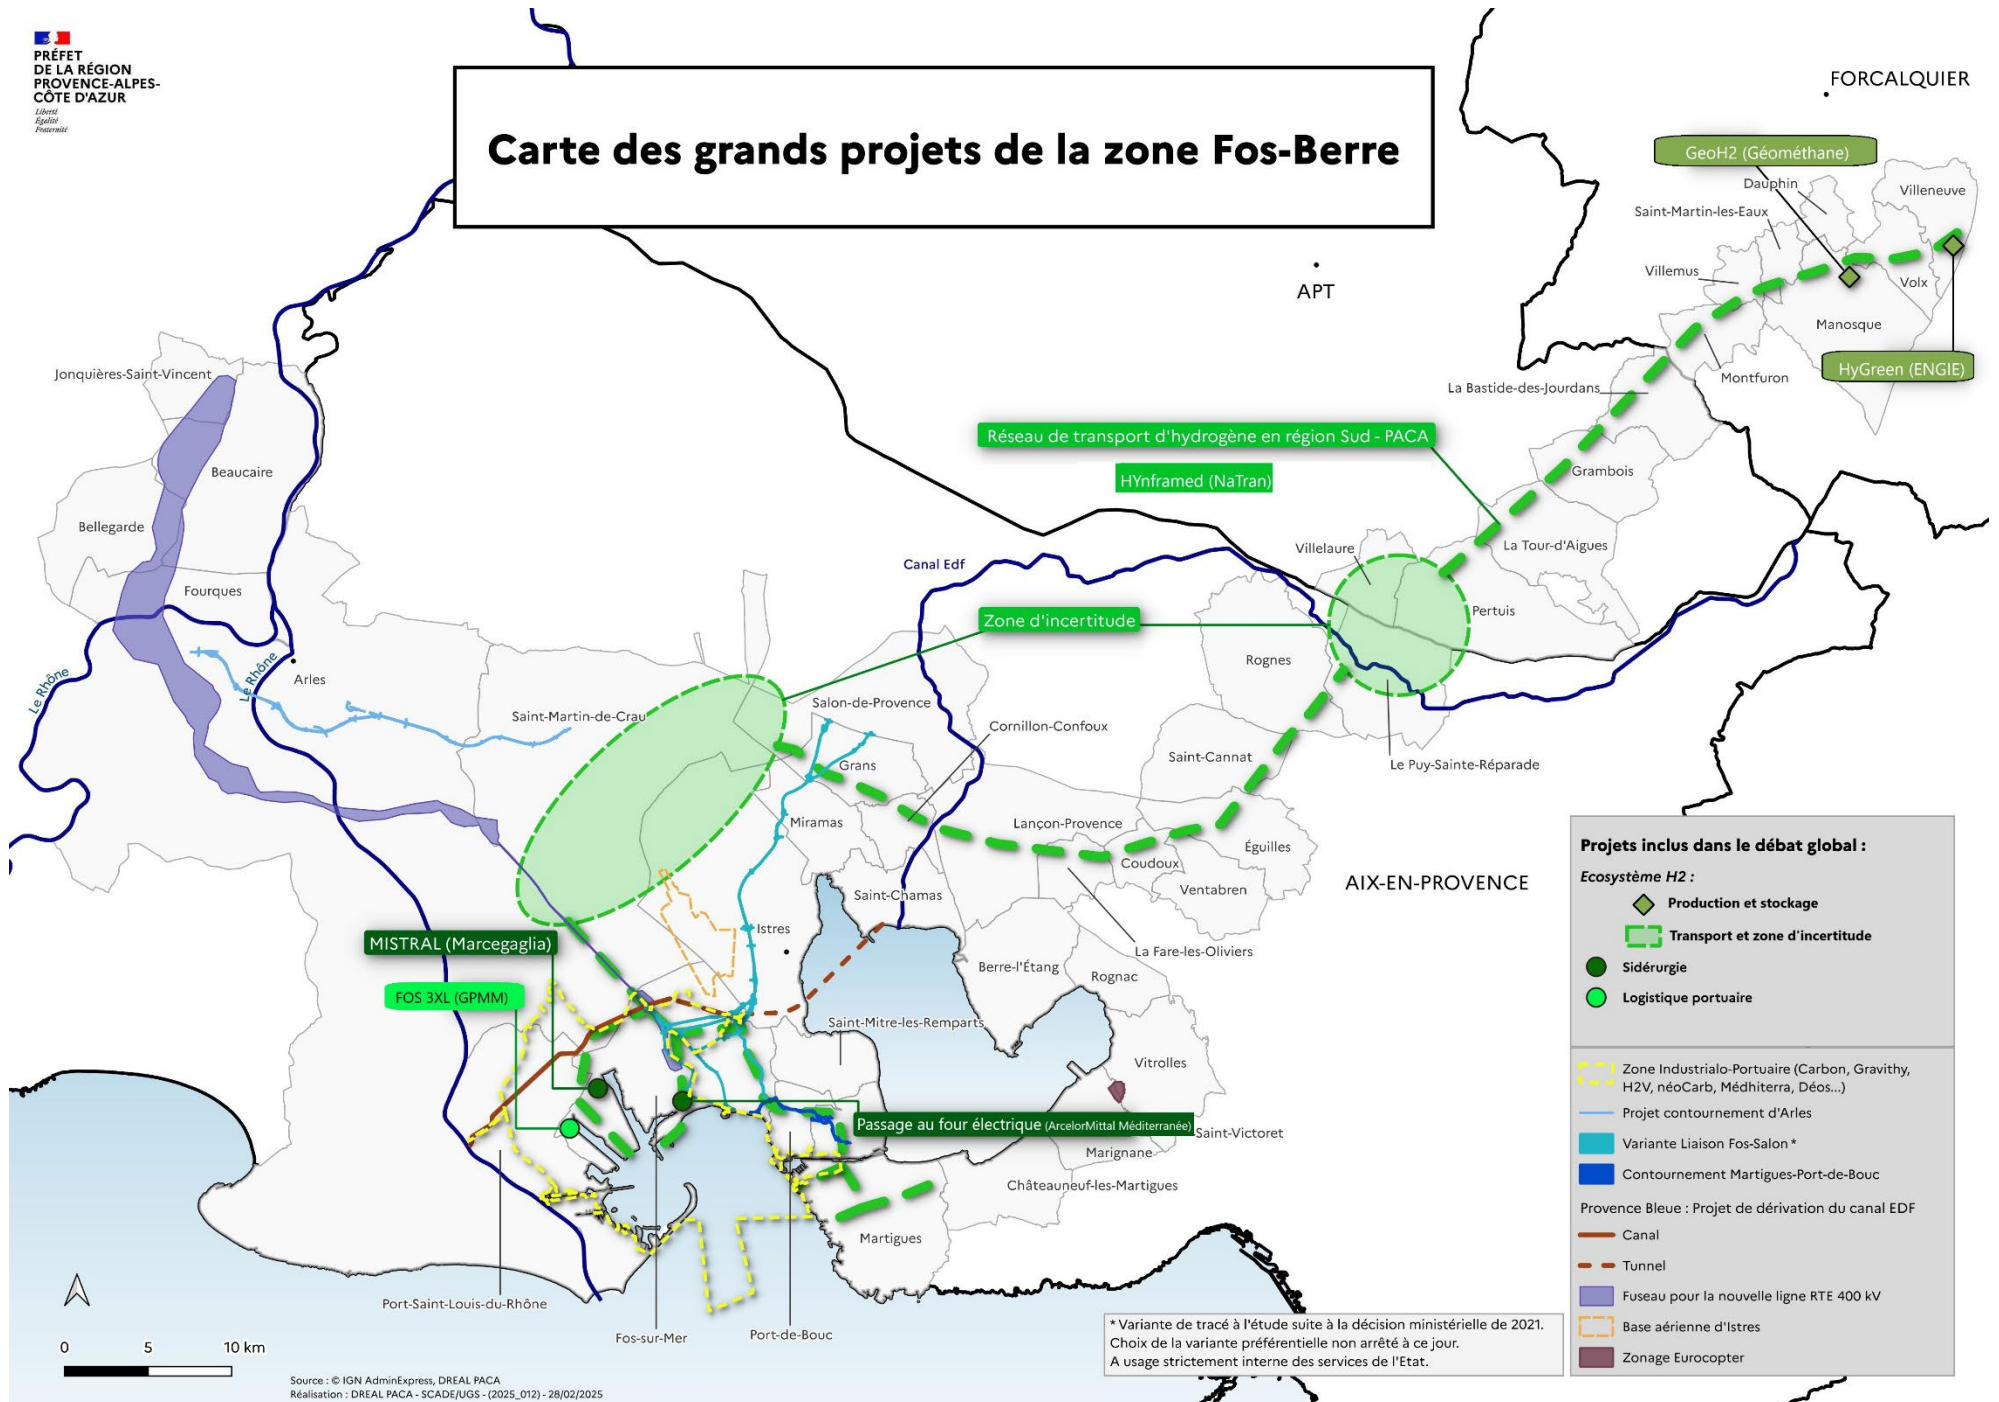 PRÉFET
DE LA RÉGION
PROVENCE-ALPES-
CÔTE D'AZUR
Liberté
Égalité
Fraternité
Carte des grands projets de la zone Fos-Berre
FORCALQUIER
GeoH2 (Géométhane)
Dauphin
Villeneuve
Saint-Martin-les-Eaux
Villemus
Volx
APT
Manosque
HyGreen (ENGIE)
Montfuron
La Bastide-des-Jourdans
Jonquières-Saint-Vincent
Réseau de transport d'hydrogène en région Sud - PACA
HYnframed (NaTran)
Grambois
Beaucaire
Bellegarde
La Tour-d'Aigues
Villelaure
Canal Edf
Fourques
Pertuis
Zone d'incertitude
Rognes
Le Rhône
Le Rhône
Arles
Saint-Martin-de-Crau
Salon-de-Provence
Cornillon-Confoux
Saint-Cannat
Le Puy-Sainte-Réparade
Grans
Miramas
Lançon-Provence
Éguilles
Coudoux
Ventabren
AIX-EN-PROVENCE
Saint-Chamas
Istres
La Fare-les-Oliviers
Berre-l'Étang
Rognac
MISTRAL (Marcegaglia)
FOS 3XL (GPMM)
Saint-Mitre-les-Remparts
Vitrolles
Passage au four électrique (ArcelorMittal Méditerranée)
Saint-Victoret
Marignane
Châteauneuf-les-Martigues
Martigues
Port-Saint-Louis-du-Rhône
Fos-sur-Mer
Port-de-Bouc
Projets inclus dans le débat global :
Ecosystème H2 :
Production et stockage
Transport et zone d'incertitude
Sidérurgie
Logistique portuaire
Zone Industrialo-Portuaire (Carbon, Gravithy,
H2V, néoCarb, Médhiterra, Déos...)
Projet contournement d'Arles
Variante Liaison Fos-Salon *
Contournement Martigues-Port-de-Bouc
Provence Bleue : Projet de dérivation du canal EDF
Canal
Tunnel
Fuseau pour la nouvelle ligne RTE 400 kV
Base aérienne d'Istres
Zonage Eurocopter
* Variante de tracé à l'étude suite à la décision ministérielle de 2021.
Choix de la variante préférentielle non arrêté à ce jour.
A usage strictement interne des services de l'Etat.
0 5 10 km
Source : © IGN AdminExpress, DREAL PACA
Réalisation : DREAL PACA - SCADE/UGS - (2025_012) - 28/02/2025